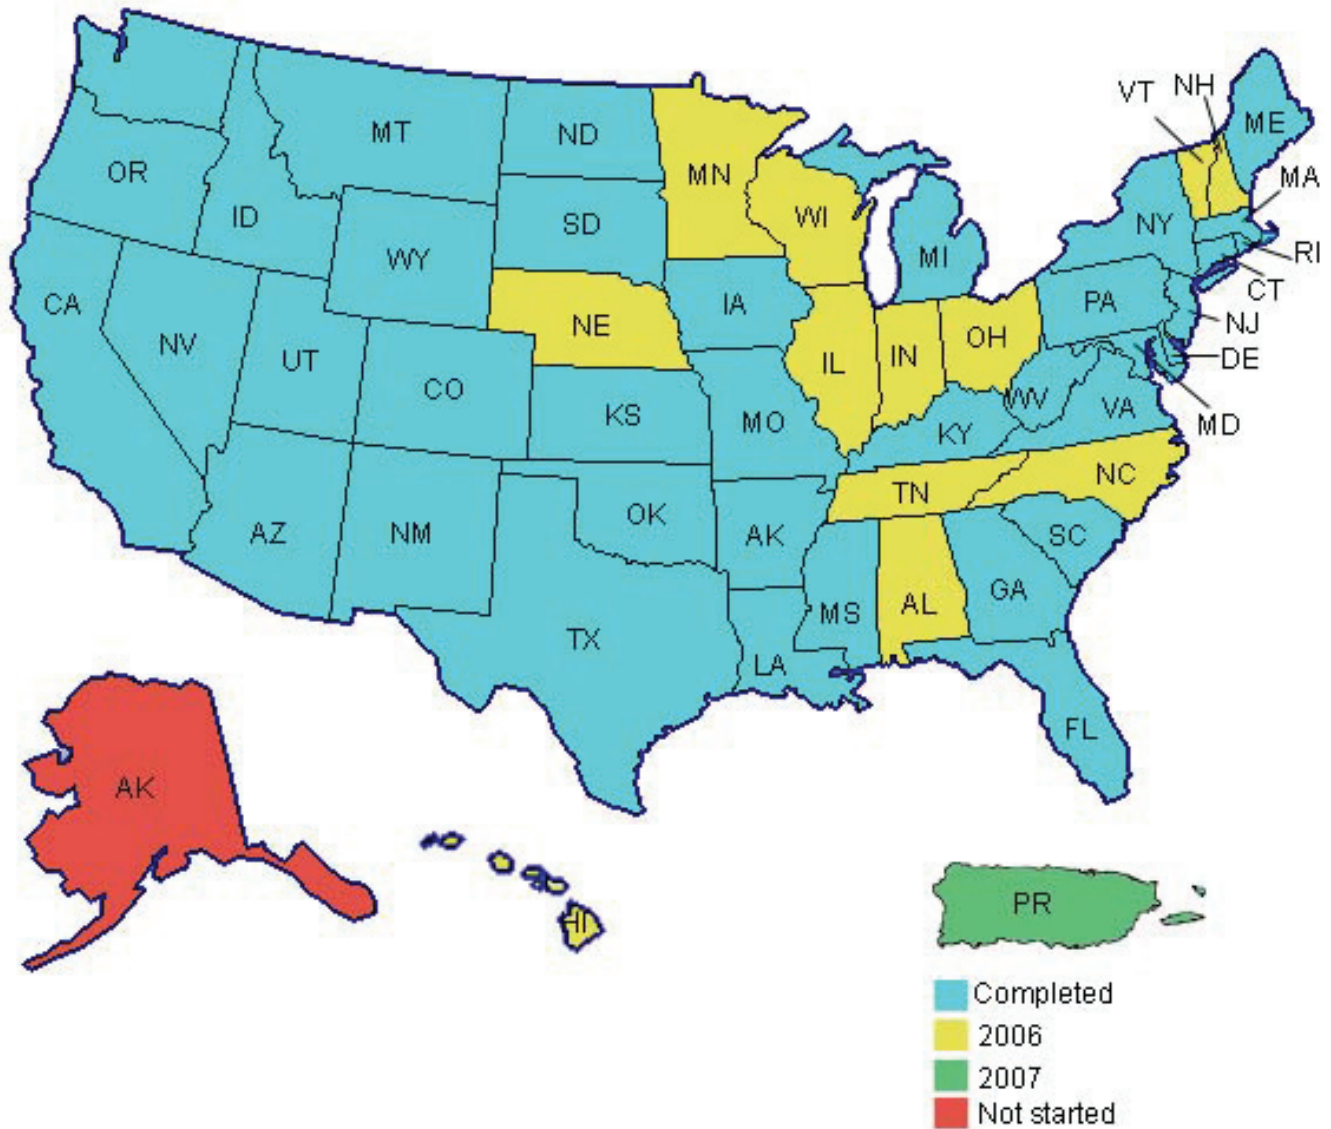 VT NH
ME
MT
ND
OR
MN
MA
ID
SD
WI
NY
WY
MI
RI
CA
IA
PA
CT
NV
NE
NJ
UT
OH
IL
IN
DE
CO
WV
KS
MO
VA
KY
MD
TN
NC
OK
AZ
NM
AK
SC
MS
AL
GA
TX
LA
FL
AK
HI
PR
Completed
2006
2007
Not started